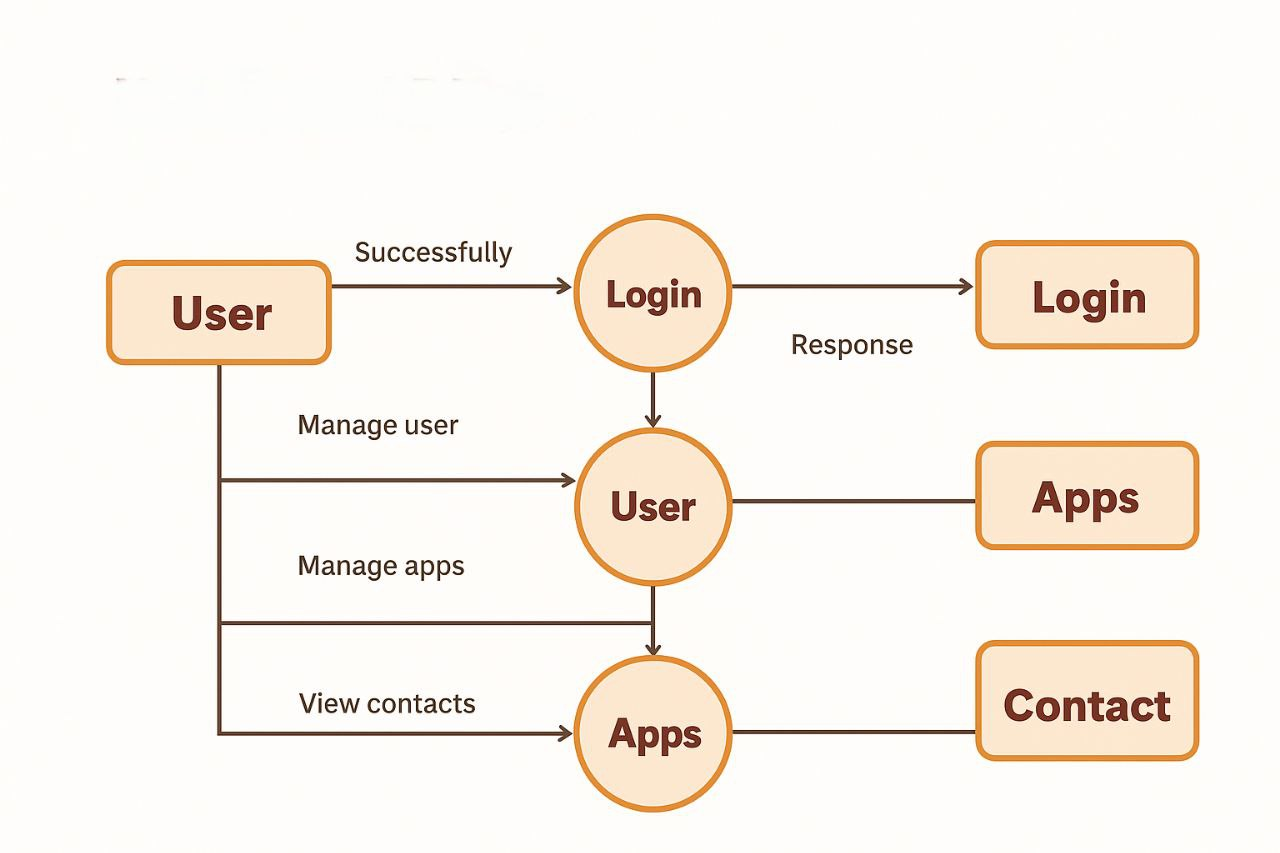 Successfully
User
Login
Login
Response
Manage user
User
Apps
Manage apps
View contacts
Apps
Contact